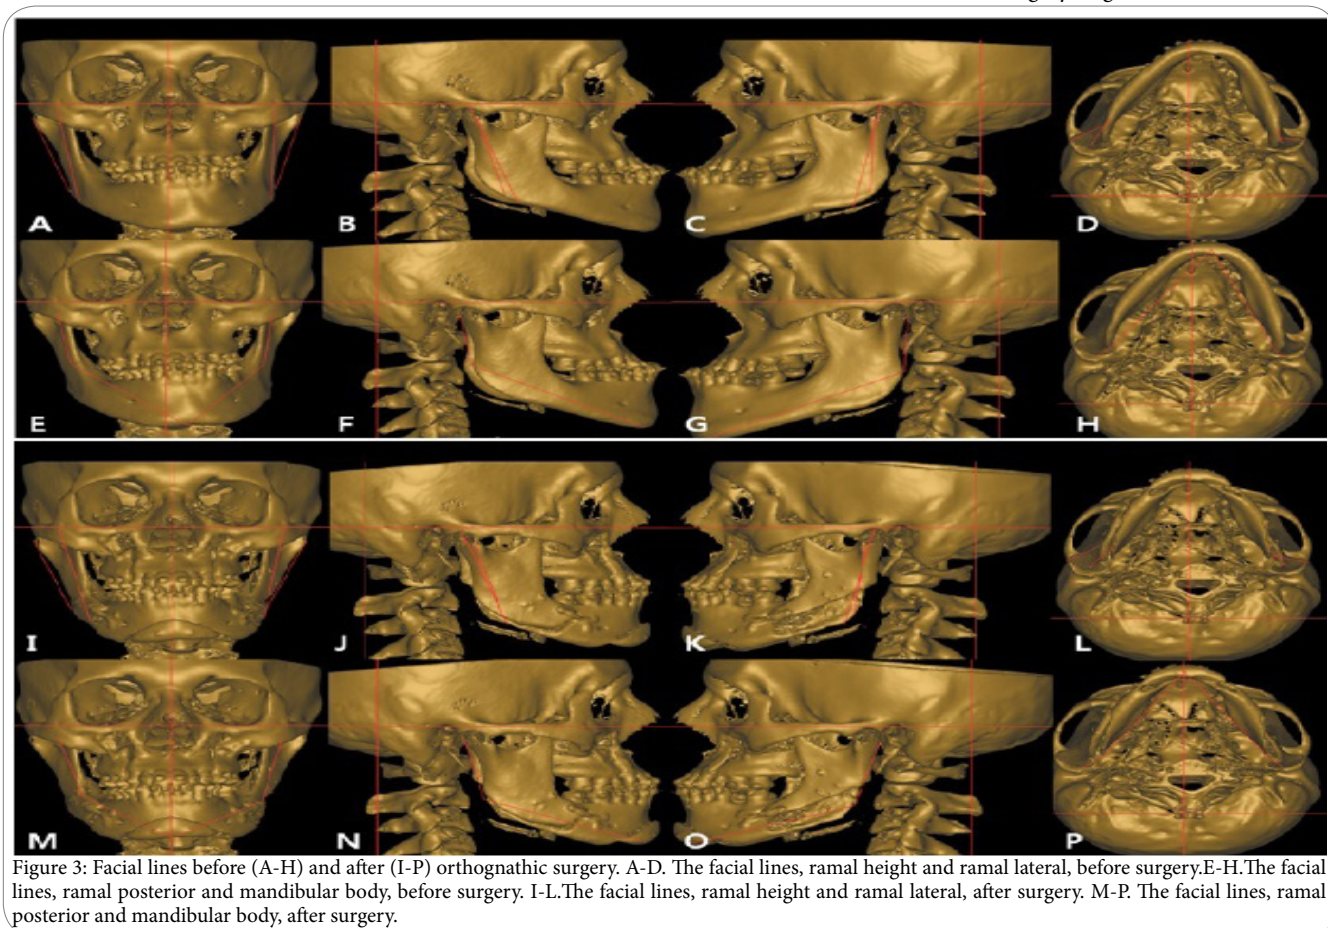 A B C D
E F G H
I J K L
M N O P
Figure 3: Facial lines before (A-H) and after (I-P) orthognathic surgery. A-D. The facial lines, ramal height and ramal lateral, before surgery.E-H.The facial
lines, ramal posterior and mandibular body, before surgery. I-L.The facial lines, ramal height and ramal lateral, after surgery. M-P. The facial lines, ramal
posterior and mandibular body, after surgery.